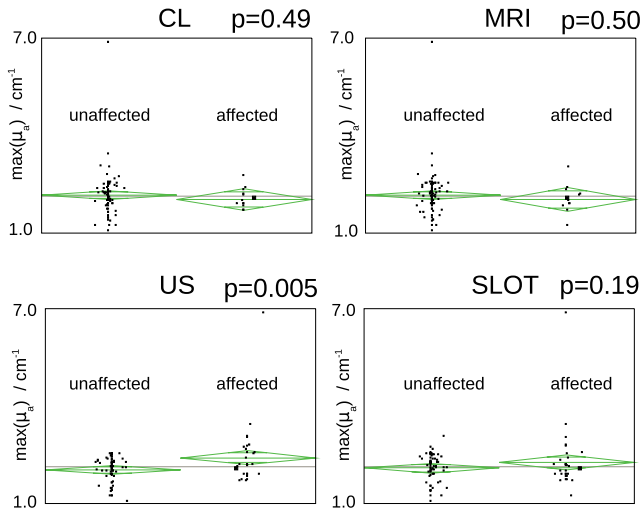 CL p=0.49
7.0
max(μa) / cm-1
unaffected affected
1.0
MRI p=0.50
7.0
max(μa) / cm-1
unaffected affected
1.0
US p=0.005
7.0
max(μa) / cm-1
unaffected affected
1.0
SLOT p=0.19
7.0
max(μa) / cm-1
unaffected affected
1.0